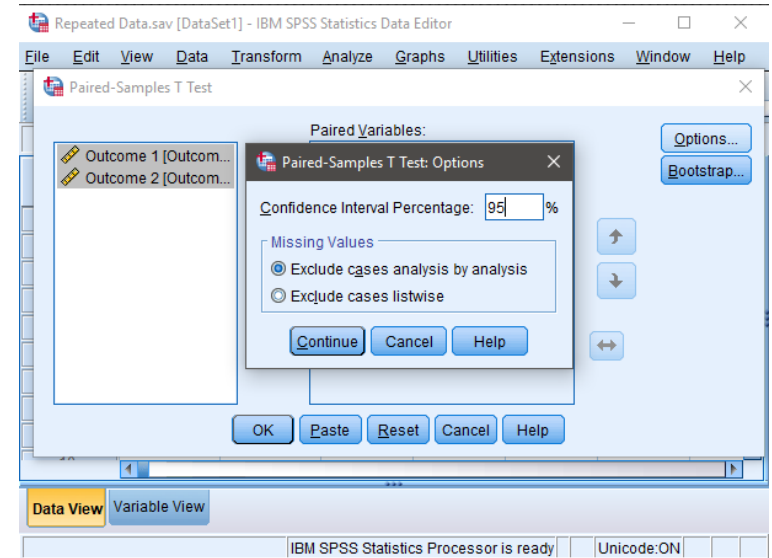 Repeated Data.sav [DataSet1] - IBM SPSS Statistics Data Editor
File Edit View Data Transform Analyze Graphs Utilities Extensions Window Help
Paired-Samples T Test
Paired Variables:
Options...
Bootstrap...
Outcome 1 [Outcom...
Outcome 2 [Outcom...
Paired-Samples T Test: Options
Confidence Interval Percentage: 95 %
Missing Values
Exclude cases analysis by analysis
Exclude cases listwise
Continue Cancel Help
OK Paste Reset Cancel Help
Data View Variable View
IBM SPSS Statistics Processor is ready Unicode:ON